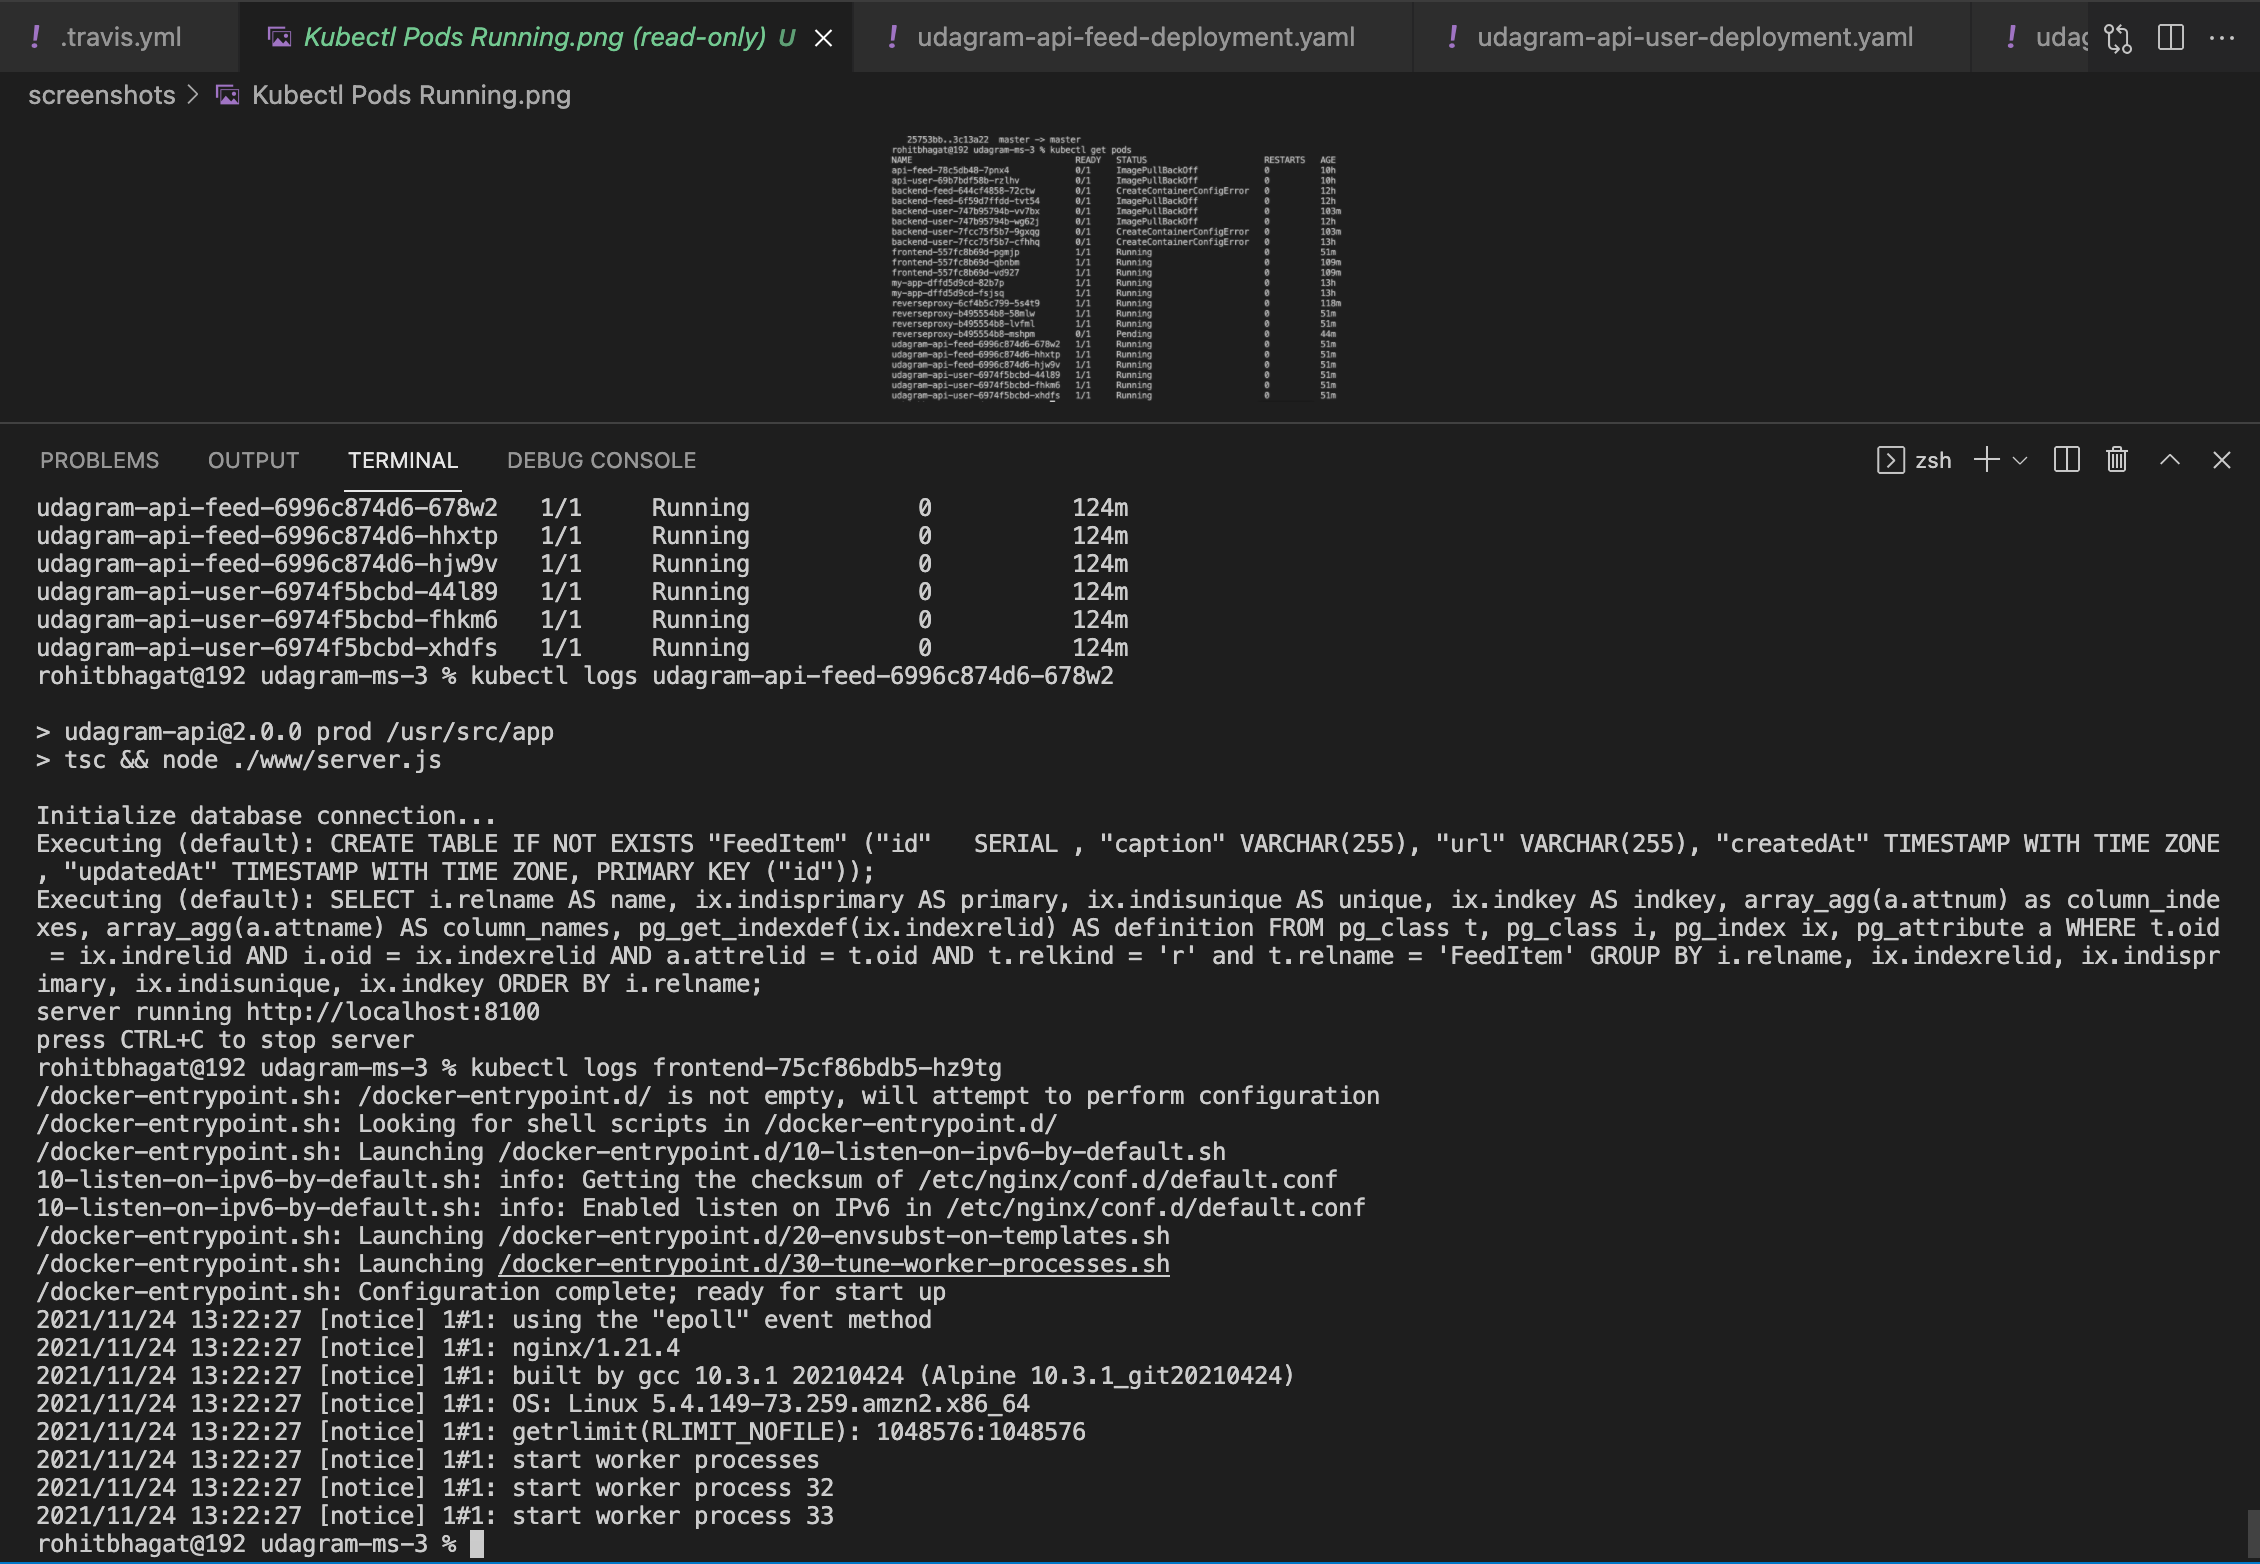 .travis.yml
Kubectl Pods Running.png (read-only) U
udagram-api-feed-deployment.yaml
udagram-api-user-deployment.yaml
udag
screenshots > Kubectl Pods Running.png
25753bb..3c13a22 master -> master
rohitbhagat@192 udagram-ms-3 % kubectl get pods
NAME READY STATUS RESTARTS AGE
api-feed-78c5db48-7pnx4 0/1 ImagePullBackOff 0 10h
api-user-69b7bdf58b-rzlhv 0/1 ImagePullBackOff 0 10h
backend-feed-644cf4858-72ctw 0/1 CreateContainerConfigError 0 12h
backend-feed-6f59d7ffdd-tvt54 0/1 ImagePullBackOff 0 12h
backend-user-747b95794b-vv7bx 0/1 ImagePullBackOff 0 103m
backend-user-747b95794b-wg62j 0/1 ImagePullBackOff 0 12h
backend-user-7fcc75f5b7-9gxqg 0/1 CreateContainerConfigError 0 103m
backend-user-7fcc75f5b7-cfhhq 0/1 CreateContainerConfigError 0 13h
frontend-557fc8b69d-pgmjp 1/1 Running 0 51m
frontend-557fc8b69d-qbnbm 1/1 Running 0 109m
frontend-557fc8b69d-vd927 1/1 Running 0 109m
my-app-dffd5d9cd-82b7p 1/1 Running 0 13h
my-app-dffd5d9cd-fsjsq 1/1 Running 0 13h
reverseproxy-6cf4b5c799-5s4t9 1/1 Running 0 118m
reverseproxy-b495554b8-58mlw 1/1 Running 0 51m
reverseproxy-b495554b8-lvfml 1/1 Running 0 51m
reverseproxy-b495554b8-mshpm 0/1 Pending 0 44m
udagram-api-feed-6996c874d6-678w2 1/1 Running 0 51m
udagram-api-feed-6996c874d6-hhxtp 1/1 Running 0 51m
udagram-api-feed-6996c874d6-hjw9v 1/1 Running 0 51m
udagram-api-user-6974f5bcbd-44l89 1/1 Running 0 51m
udagram-api-user-6974f5bcbd-fhkm6 1/1 Running 0 51m
udagram-api-user-6974f5bcbd-xhdfs 1/1 Running 0 51m
PROBLEMS OUTPUT TERMINAL DEBUG CONSOLE zsh
udagram-api-feed-6996c874d6-678w2 1/1 Running 0 124m
udagram-api-feed-6996c874d6-hhxtp 1/1 Running 0 124m
udagram-api-feed-6996c874d6-hjw9v 1/1 Running 0 124m
udagram-api-user-6974f5bcbd-44l89 1/1 Running 0 124m
udagram-api-user-6974f5bcbd-fhkm6 1/1 Running 0 124m
udagram-api-user-6974f5bcbd-xhdfs 1/1 Running 0 124m
rohitbhagat@192 udagram-ms-3 % kubectl logs udagram-api-feed-6996c874d6-678w2
> udagram-api@2.0.0 prod /usr/src/app
> tsc && node ./www/server.js
Initialize database connection...
Executing (default): CREATE TABLE IF NOT EXISTS "FeedItem" ("id"   SERIAL , "caption" VARCHAR(255), "url" VARCHAR(255), "createdAt" TIMESTAMP WITH TIME ZONE
, "updatedAt" TIMESTAMP WITH TIME ZONE, PRIMARY KEY ("id"));
Executing (default): SELECT i.relname AS name, ix.indisprimary AS primary, ix.indisunique AS unique, ix.indkey AS indkey, array_agg(a.attnum) as column_inde
xes, array_agg(a.attname) AS column_names, pg_get_indexdef(ix.indexrelid) AS definition FROM pg_class t, pg_class i, pg_index ix, pg_attribute a WHERE t.oid
= ix.indrelid AND i.oid = ix.indexrelid AND a.attrelid = t.oid AND t.relkind = 'r' and t.relname = 'FeedItem' GROUP BY i.relname, ix.indexrelid, ix.indispr
imary, ix.indisunique, ix.indkey ORDER BY i.relname;
server running http://localhost:8100
press CTRL+C to stop server
rohitbhagat@192 udagram-ms-3 % kubectl logs frontend-75cf86bdb5-hz9tg
/docker-entrypoint.sh: /docker-entrypoint.d/ is not empty, will attempt to perform configuration
/docker-entrypoint.sh: Looking for shell scripts in /docker-entrypoint.d/
/docker-entrypoint.sh: Launching /docker-entrypoint.d/10-listen-on-ipv6-by-default.sh
10-listen-on-ipv6-by-default.sh: info: Getting the checksum of /etc/nginx/conf.d/default.conf
10-listen-on-ipv6-by-default.sh: info: Enabled listen on IPv6 in /etc/nginx/conf.d/default.conf
/docker-entrypoint.sh: Launching /docker-entrypoint.d/20-envsubst-on-templates.sh
/docker-entrypoint.sh: Launching /docker-entrypoint.d/30-tune-worker-processes.sh
/docker-entrypoint.sh: Configuration complete; ready for start up
2021/11/24 13:22:27 [notice] 1#1: using the "epoll" event method
2021/11/24 13:22:27 [notice] 1#1: nginx/1.21.4
2021/11/24 13:22:27 [notice] 1#1: built by gcc 10.3.1 20210424 (Alpine 10.3.1_git20210424)
2021/11/24 13:22:27 [notice] 1#1: OS: Linux 5.4.149-73.259.amzn2.x86_64
2021/11/24 13:22:27 [notice] 1#1: getrlimit(RLIMIT_NOFILE): 1048576:1048576
2021/11/24 13:22:27 [notice] 1#1: start worker processes
2021/11/24 13:22:27 [notice] 1#1: start worker process 32
2021/11/24 13:22:27 [notice] 1#1: start worker process 33
rohitbhagat@192 udagram-ms-3 %